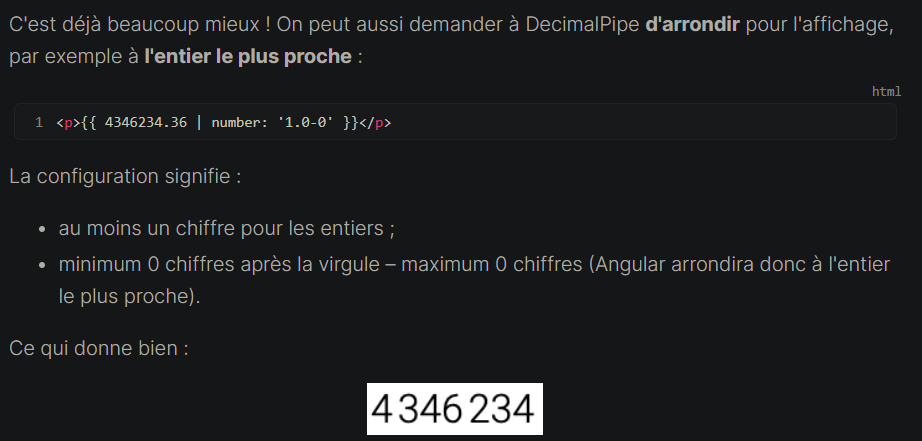 C'est déjà beaucoup mieux ! On peut aussi demander à DecimalPipe d'arrondir pour l'affichage,
par exemple à l'entier le plus proche :
html
1 <p>{{ 4346234.36 | number: '1.0-0' }}</p>
La configuration signifie :
• au moins un chiffre pour les entiers ;
• minimum 0 chiffres après la virgule – maximum 0 chiffres (Angular arrondira donc à l'entier
le plus proche).
Ce qui donne bien :
4 346 234